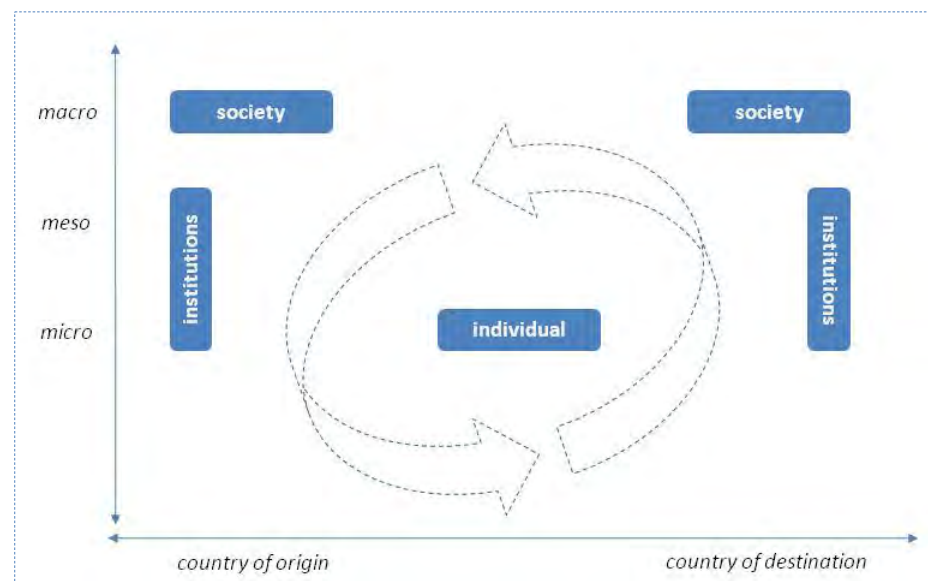 macro
society
society
meso
institutions
institutions
micro
individual
country of origin
country of destination